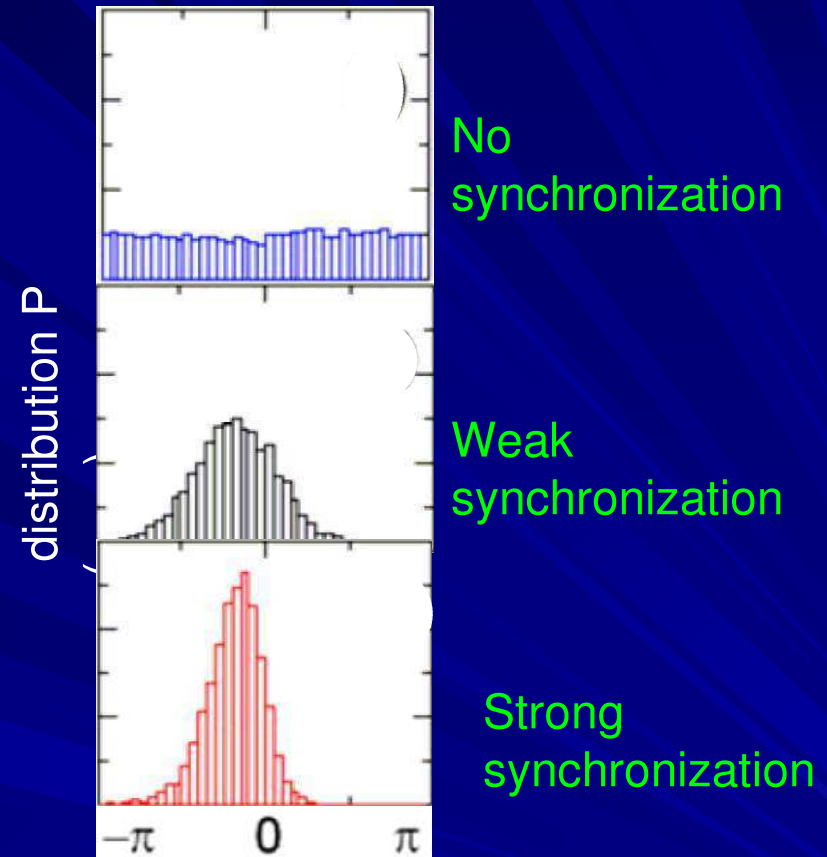 distribution P
No
synchronization
Weak
synchronization
Strong
synchronization
−π 0 π